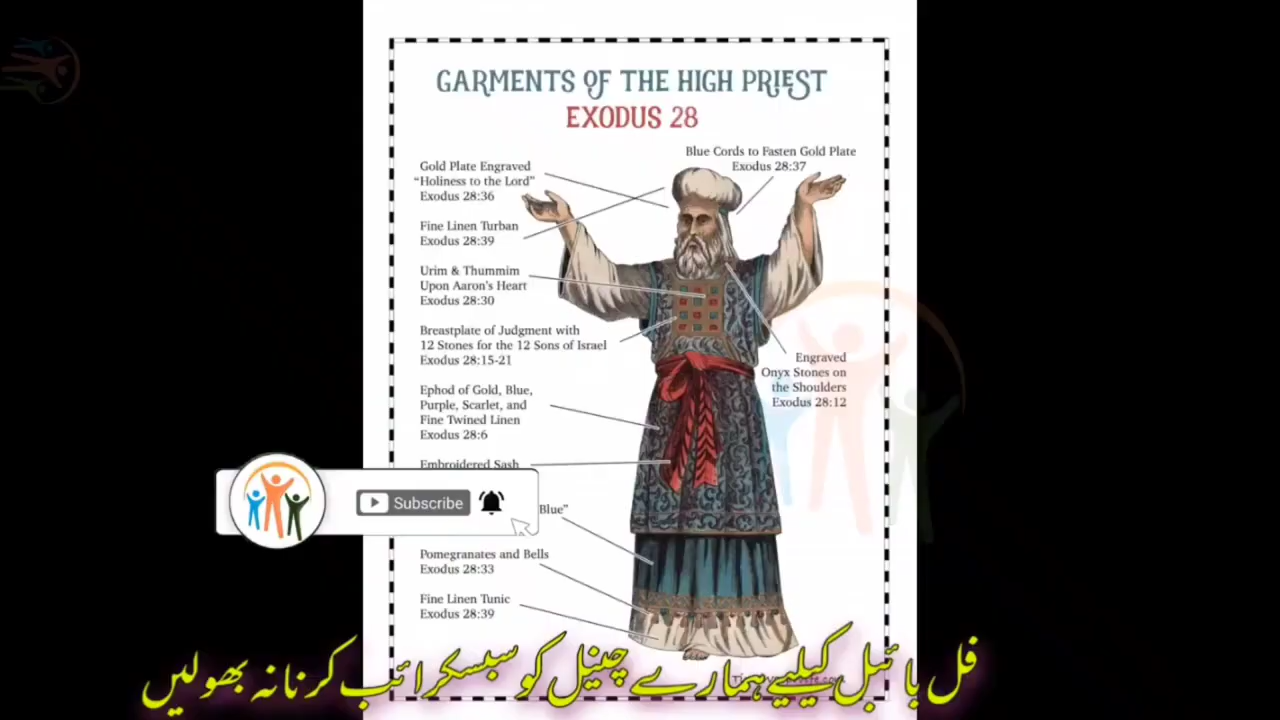 GARMENTS OF THE HIGH PRIEST
EXODUS 28
Blue Cords to Fasten Gold Plate
Exodus 28:37
Gold Plate Engraved
“Holiness to the Lord”
Exodus 28:36
Fine Linen Turban
Exodus 28:39
Urim & Thummim
Upon Aaron's Heart
Exodus 28:30
Breastplate of Judgment with
12 Stones for the 12 Sons of Israel
Exodus 28:15-21
Engraved
Onyx Stones on
the Shoulders
Exodus 28:12
Ephod of Gold, Blue,
Purple, Scarlet, and
Fine Twined Linen
Exodus 28:6
Embroidered Sash
Subscribe
Blue”
Pomegranates and Bells
Exodus 28:33
Fine Linen Tunic
Exodus 28:39
فل بائبل کیلیے ہمارے چینل کو سبسکرائب کرنا نہ بھولیں